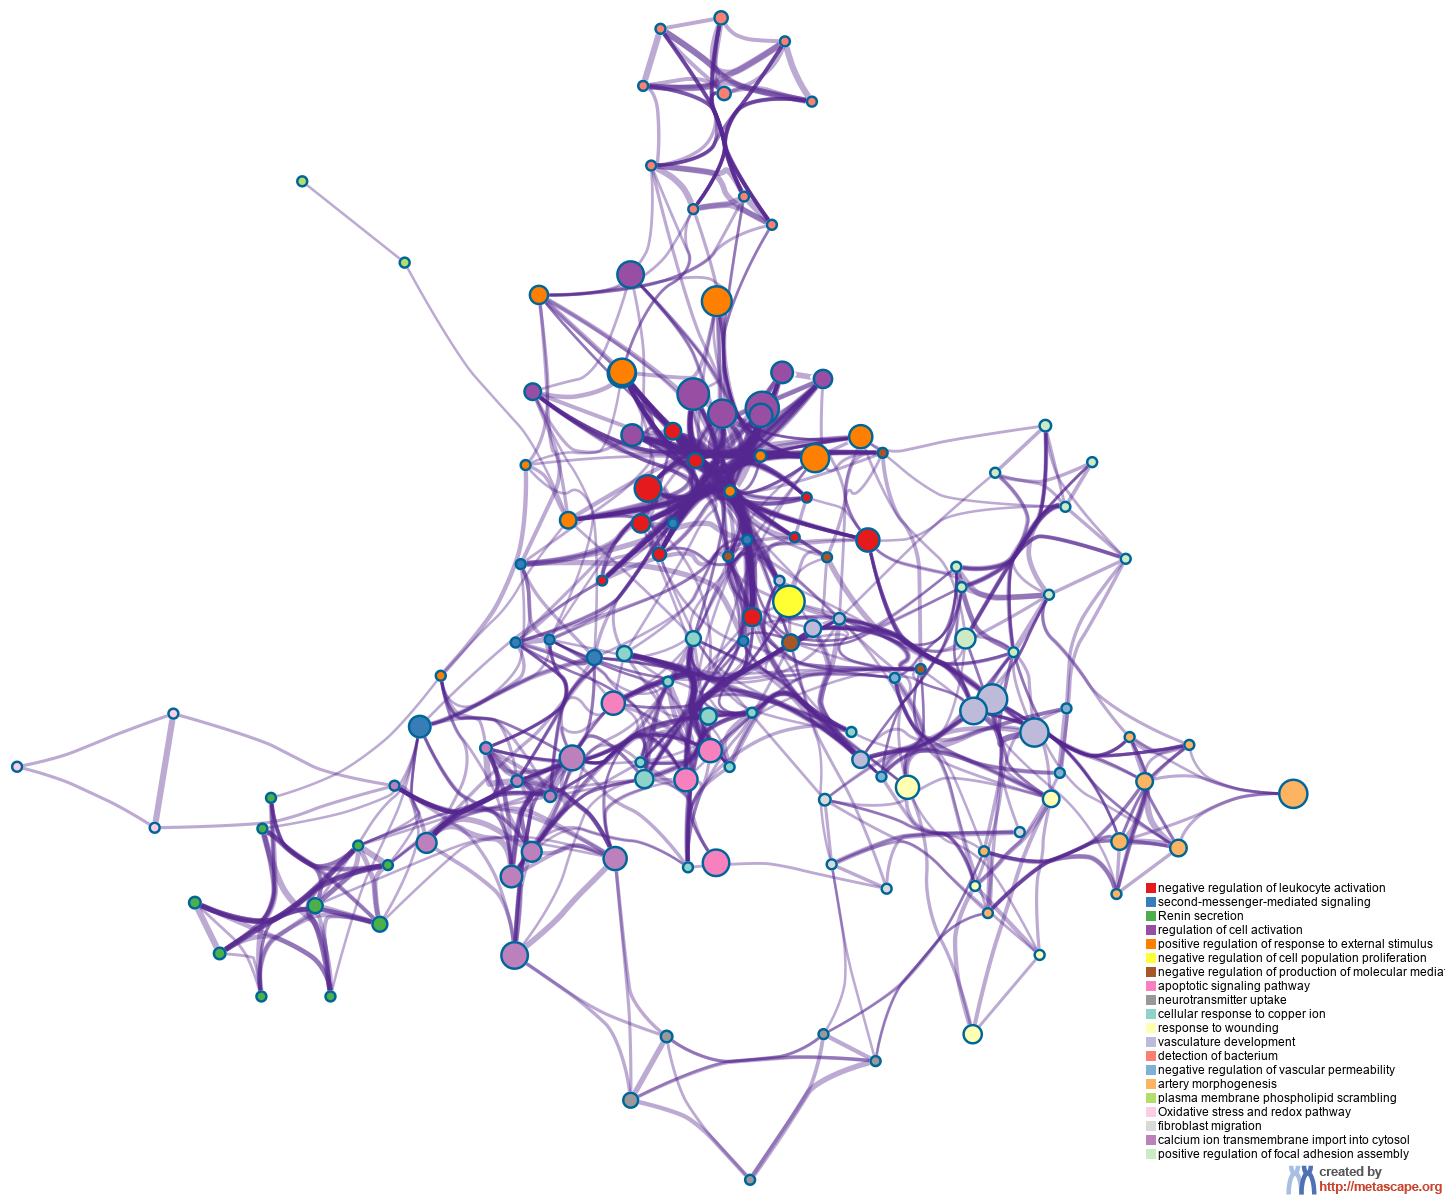 negative regulation of leukocyte activation
second-messenger-mediated signaling
Renin secretion
regulation of cell activation
positive regulation of response to external stimulus
negative regulation of cell population proliferation
negative regulation of production of molecular media
apoptotic signaling pathway
neurotransmitter uptake
cellular response to copper ion
response to wounding
vasculature development
detection of bacterium
negative regulation of vascular permeability
artery morphogenesis
plasma membrane phospholipid scrambling
Oxidative stress and redox pathway
fibroblast migration
calcium ion transmembrane import into cytosol
positive regulation of focal adhesion assembly
created by
http://metascape.org